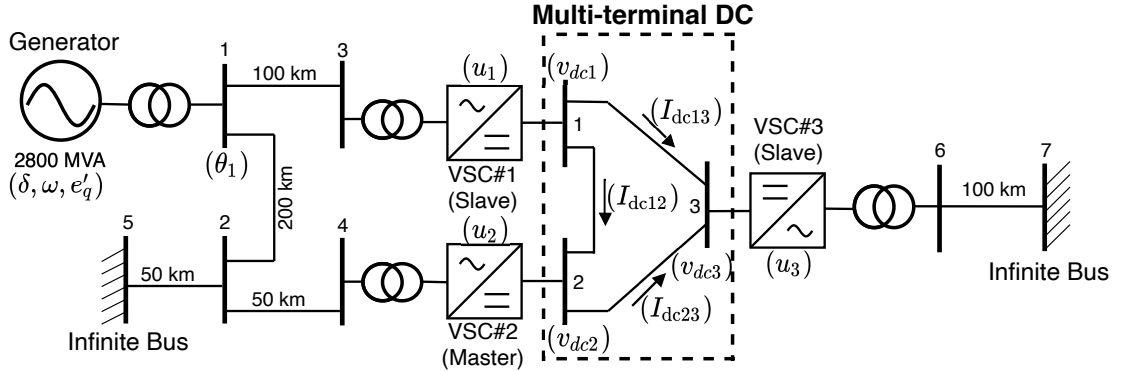 Multi-terminal DC
Generator
2800 MVA
(δ, ω, e′q)
1
(θ1)
100 km
3
200 km
5
50 km
Infinite Bus
2
50 km
4
(u1)
VSC#1
(Slave)
(u2)
VSC#2
(Master)
(vdc1)
1
(Idc13)
(Idc12)
3
2
(vdc3)
(Idc23)
(vdc2)
VSC#3
(Slave)
(u3)
6
100 km
7
Infinite Bus